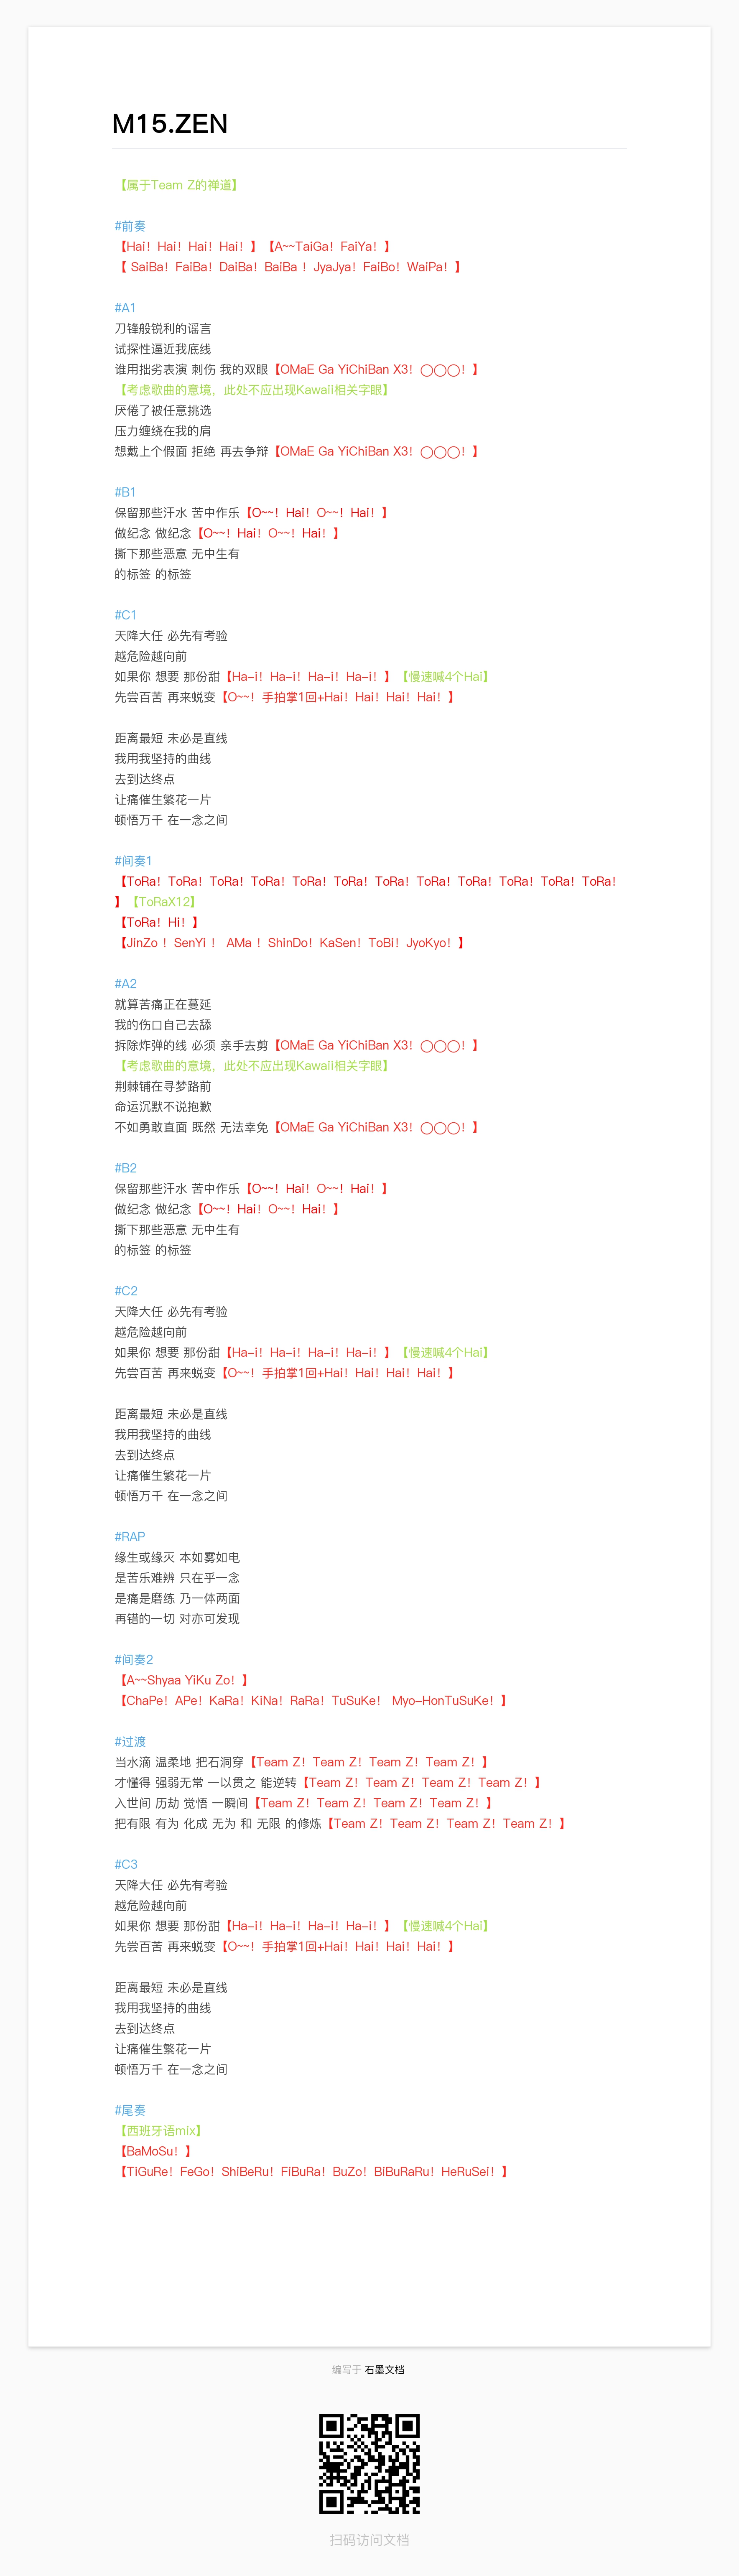 M15.ZEN
【属于Team Z的禅道】
#前奏
【Hai！Hai！Hai！Hai！】【A~~TaiGa！FaiYa！】
【 SaiBa！FaiBa！DaiBa！BaiBa ！JyaJya！FaiBo！WaiPa！】
#A1
刀锋般锐利的谣言
试探性逼近我底线
谁用拙劣表演 刺伤 我的双眼【OMaE Ga YiChiBan X3！◯◯◯！】
【考虑歌曲的意境，此处不应出现Kawaii相关字眼】
厌倦了被任意挑选
压力缠绕在我的肩
想戴上个假面 拒绝 再去争辩【OMaE Ga YiChiBan X3！◯◯◯！】
#B1
保留那些汗水 苦中作乐【O~~！Hai！O~~！Hai！】
做纪念 做纪念【O~~！Hai！O~~！Hai！】
撕下那些恶意 无中生有
的标签 的标签
#C1
天降大任 必先有考验
越危险越向前
如果你 想要 那份甜【Ha-i！Ha-i！Ha-i！Ha-i！】【慢速喊4个Hai】
先尝百苦 再来蜕变【O~~！手拍掌1回+Hai！Hai！Hai！Hai！】
距离最短 未必是直线
我用我坚持的曲线
去到达终点
让痛催生繁花一片
顿悟万千 在一念之间
#间奏1
【ToRa！ToRa！ToRa！ToRa！ToRa！ToRa！ToRa！ToRa！ToRa！ToRa！ToRa！ToRa！
】【ToRaX12】
【ToRa！Hi！】
【JinZo ！SenYi ！ AMa ！ShinDo！KaSen！ToBi！JyoKyo！】
#A2
就算苦痛正在蔓延
我的伤口自己去舔
拆除炸弹的线 必须 亲手去剪【OMaE Ga YiChiBan X3！◯◯◯！】
【考虑歌曲的意境，此处不应出现Kawaii相关字眼】
荆棘铺在寻梦路前
命运沉默不说抱歉
不如勇敢直面 既然 无法幸免【OMaE Ga YiChiBan X3！◯◯◯！】
#B2
保留那些汗水 苦中作乐【O~~！Hai！O~~！Hai！】
做纪念 做纪念【O~~！Hai！O~~！Hai！】
撕下那些恶意 无中生有
的标签 的标签
#C2
天降大任 必先有考验
越危险越向前
如果你 想要 那份甜【Ha-i！Ha-i！Ha-i！Ha-i！】【慢速喊4个Hai】
先尝百苦 再来蜕变【O~~！手拍掌1回+Hai！Hai！Hai！Hai！】
距离最短 未必是直线
我用我坚持的曲线
去到达终点
让痛催生繁花一片
顿悟万千 在一念之间
#RAP
缘生或缘灭 本如雾如电
是苦乐难辨 只在乎一念
是痛是磨练 乃一体两面
再错的一切 对亦可发现
#间奏2
【A~~Shyaa YiKu Zo！】
【ChaPe！APe！KaRa！KiNa！RaRa！TuSuKe！ Myo-HonTuSuKe！】
#过渡
当水滴 温柔地 把石洞穿【Team Z！Team Z！Team Z！Team Z！】
才懂得 强弱无常 一以贯之 能逆转【Team Z！Team Z！Team Z！Team Z！】
入世间 历劫 觉悟 一瞬间【Team Z！Team Z！Team Z！Team Z！】
把有限 有为 化成 无为 和 无限 的修炼【Team Z！Team Z！Team Z！Team Z！】
#C3
天降大任 必先有考验
越危险越向前
如果你 想要 那份甜【Ha-i！Ha-i！Ha-i！Ha-i！】【慢速喊4个Hai】
先尝百苦 再来蜕变【O~~！手拍掌1回+Hai！Hai！Hai！Hai！】
距离最短 未必是直线
我用我坚持的曲线
去到达终点
让痛催生繁花一片
顿悟万千 在一念之间
#尾奏
【西班牙语mix】
【BaMoSu！】
【TiGuRe！FeGo！ShiBeRu！FiBuRa！BuZo！BiBuRaRu！HeRuSei！】
编写于 石墨文档
扫码访问文档